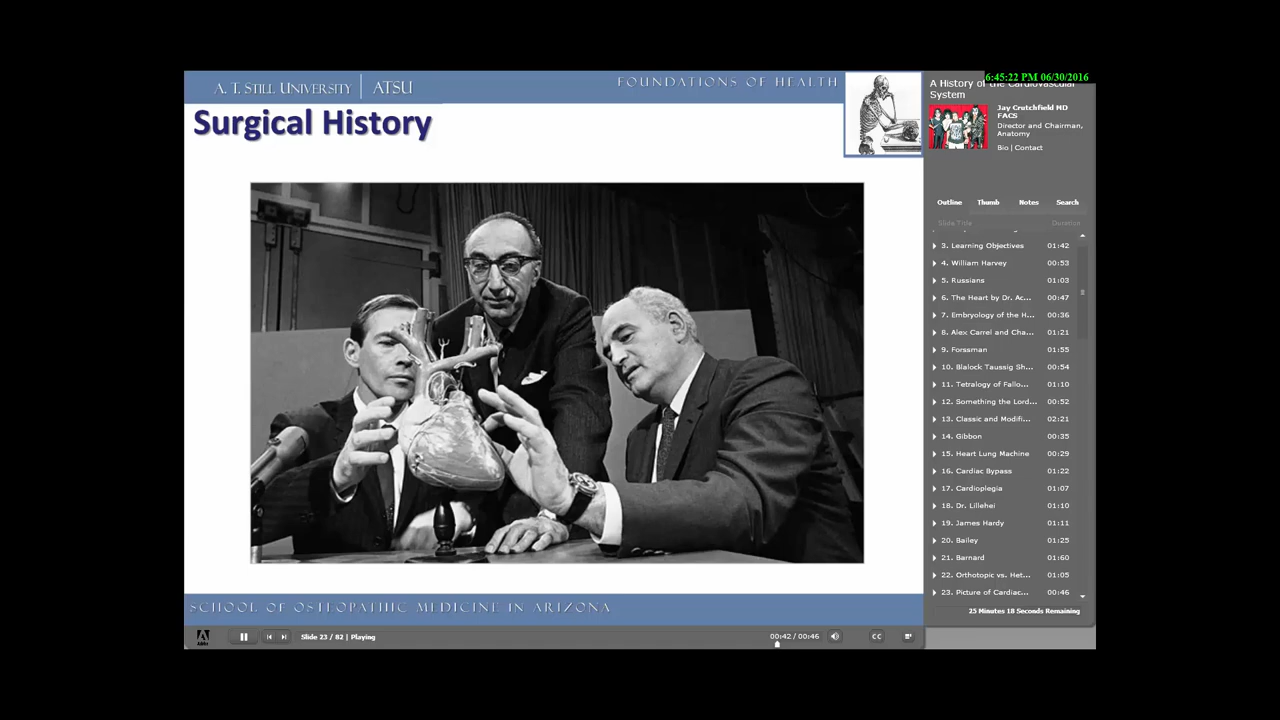 A. T. STILL UNIVERSITY | ATSU
FOUNDATIONS OF HEALTH
Surgical History
SCHOOL OF OSTEOPATHIC MEDICINE IN ARIZONA
Slide 23 / 82 | Playing
00:42 / 00:46
CC
6:45:22 PM 06/30/2016
A History of the Cardiovascular
System
Jay Crutchfield MD
FACS
Director and Chairman,
Anatomy
Bio | Contact
Outline Thumb Notes Search
Slide Title Duration
3. Learning Objectives 01:42
4. William Harvey 00:53
5. Russians 01:03
6. The Heart by Dr. Ac... 00:47
7. Embryology of the H... 00:36
8. Alex Carrel and Cha... 01:21
9. Forssman 01:55
10. Blalock Taussig Sh... 00:54
11. Tetralogy of Fallo... 01:10
12. Something the Lord... 00:52
13. Classic and Modifi... 02:21
14. Gibbon 00:35
15. Heart Lung Machine 00:29
16. Cardiac Bypass 01:22
17. Cardioplegia 01:07
18. Dr. Lillehei 01:10
19. James Hardy 01:11
20. Bailey 01:25
21. Barnard 01:60
22. Orthotopic vs. Het... 01:05
23. Picture of Cardiac... 00:46
25 Minutes 18 Seconds Remaining